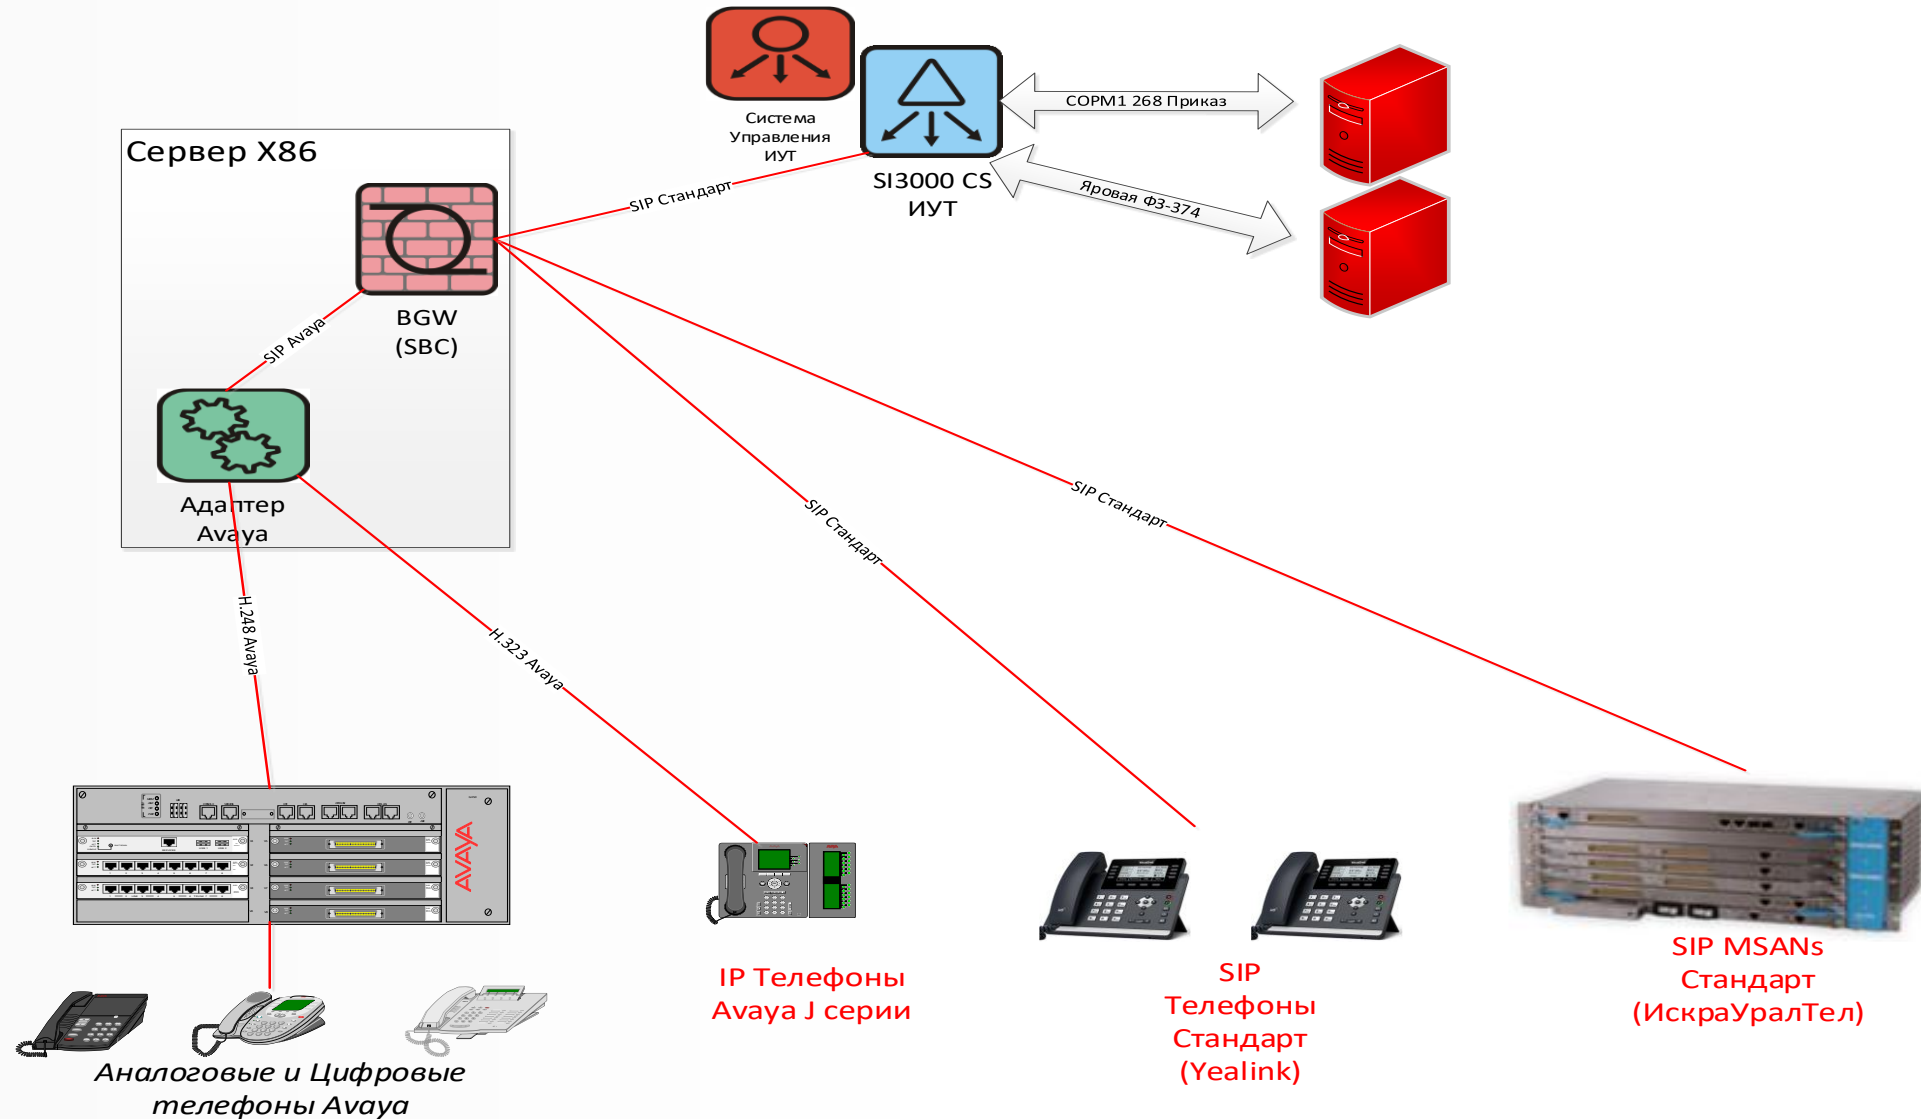 Система
Управления
ИУТ
СОРМ1 268 Приказ
Сервер X86
SI3000 CS
ИУТ
SIP Стандарт
Яровая ФЗ-374
BGW
(SBC)
SIP Avaya
Адаптер
Avaya
SIP Стандарт
SIP Стандарт
H.248 Avaya
H.323 Avaya
AVAYA
IP Телефоны
Avaya J серии
SIP
Телефоны
Стандарт
(Yealink)
SIP MSANs
Стандарт
(ИскраУралТел)
Аналоговые и Цифровые
телефоны Avaya